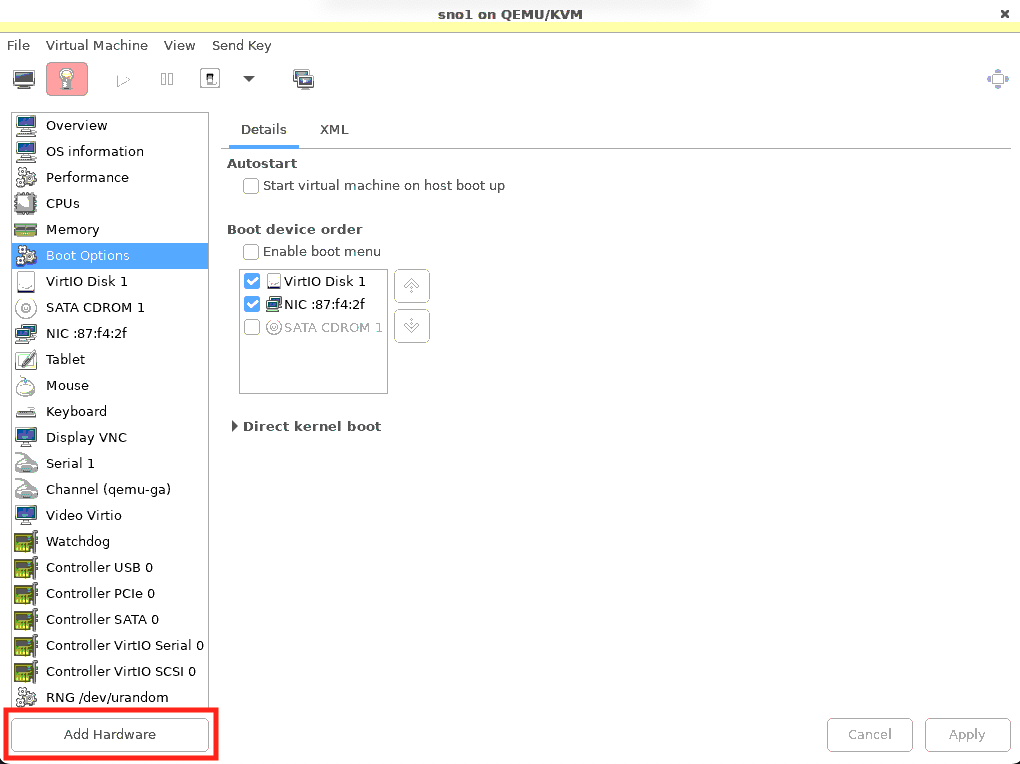 sno1 on QEMU/KVM
File Virtual Machine View Send Key
Overview
OS information
Performance
CPUs
Memory
Boot Options
VirtIO Disk 1
SATA CDROM 1
NIC :87:f4:2f
Tablet
Mouse
Keyboard
Display VNC
Serial 1
Channel (qemu-ga)
Video Virtio
Watchdog
Controller USB 0
Controller PCIe 0
Controller SATA 0
Controller VirtIO Serial 0
Controller VirtIO SCSI 0
RNG /dev/urandom
Add Hardware
Details XML
Autostart
Start virtual machine on host boot up
Boot device order
Enable boot menu
VirtIO Disk 1
NIC :87:f4:2f
SATA CDROM 1
Direct kernel boot
Cancel Apply